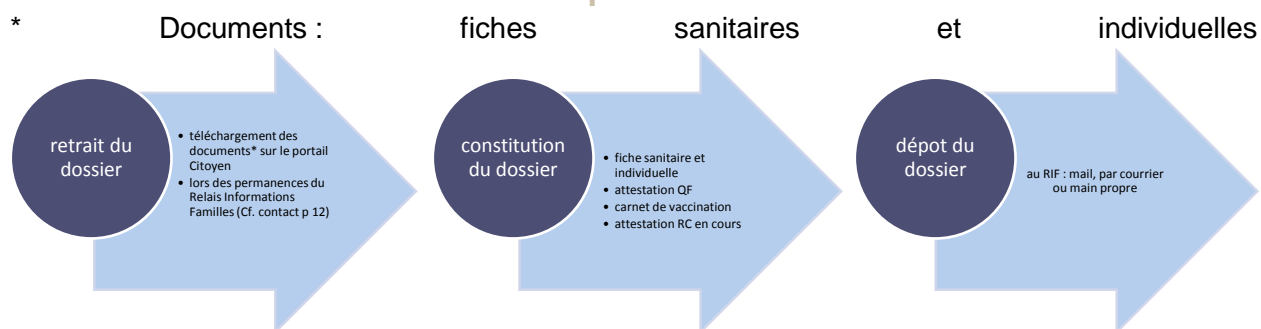 * Documents : fiches sanitaires et individuelles
retrait du
dossier
• téléchargement des
documents* sur le portail
Citoyen
• lors des permanences du
Relais Informations
Familles (Cf. contact p 12)
constitution
du dossier
• fiche sanitaire et
individuelle
• attestation QF
• carnet de vaccination
• attestation RC en cours
dépot du
dossier
au RIF : mail, par courrier
ou main propre